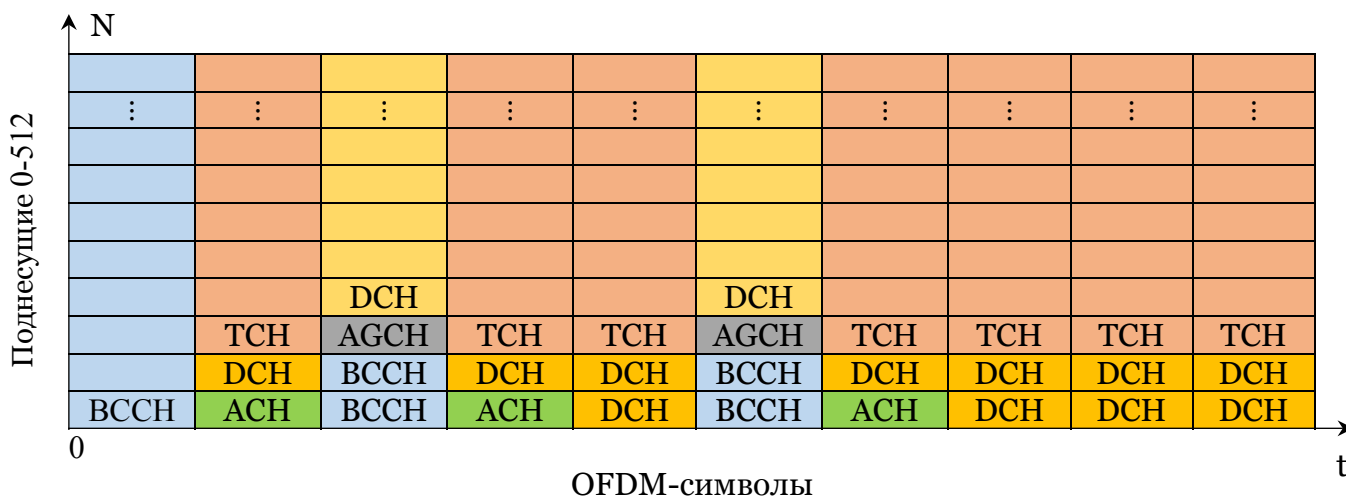 N
Поднесущие 0-512
⋮ ⋮ ⋮ ⋮ ⋮ ⋮ ⋮ ⋮ ⋮ ⋮
DCH DCH
TCH AGCH TCH TCH AGCH TCH TCH TCH TCH
DCH BCCH DCH DCH BCCH DCH DCH DCH DCH
BCCH ACH BCCH ACH DCH BCCH ACH DCH DCH DCH
0
t
OFDM-символы